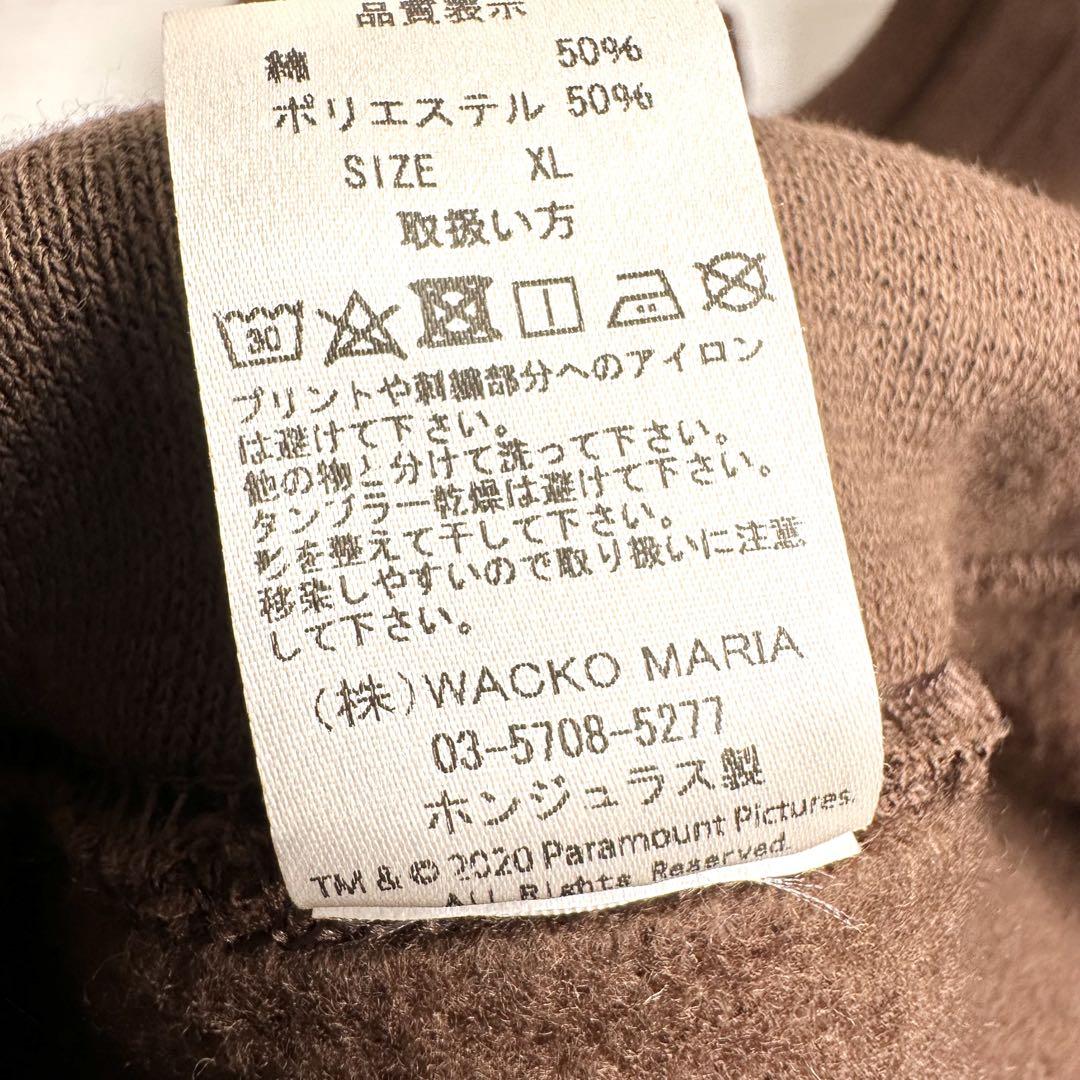 品質表示
綿 50%
ポリエステル 50%
SIZE XL
取扱い方
30
プリントや刺繍部分へのアイロン
は避けて下さい。
他の物と分けて洗って下さい。
タンブラー乾燥は避けて下さい。
形を整えて干して下さい。
移染しやすいので取り扱いに注意
して下さい。
(株)WACKO MARIA
03-5708-5277
ホンジュラス製
TM & © 2020 Paramount Pictures.
All Rights Reserved.